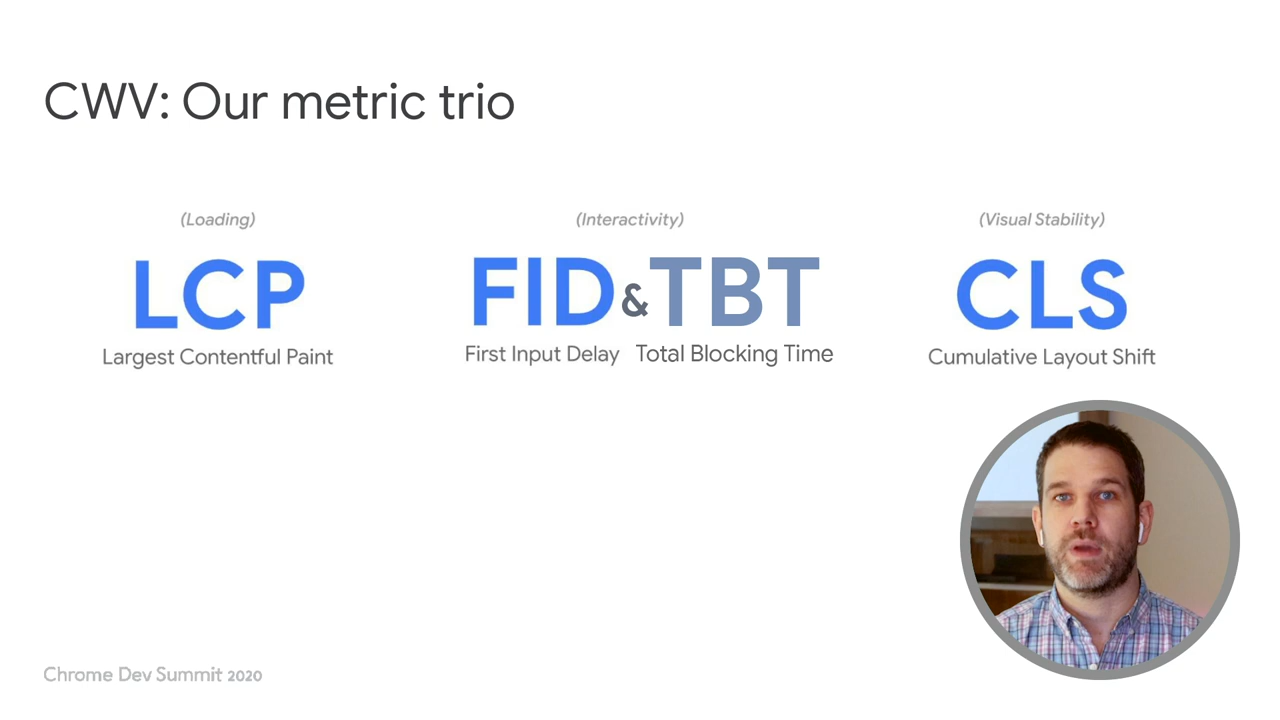 CWV: Our metric trio
(Loading)
LCP
Largest Contentful Paint
(Interactivity)
FID & TBT
First Input Delay Total Blocking Time
(Visual Stability)
CLS
Cumulative Layout Shift
Chrome Dev Summit 2020